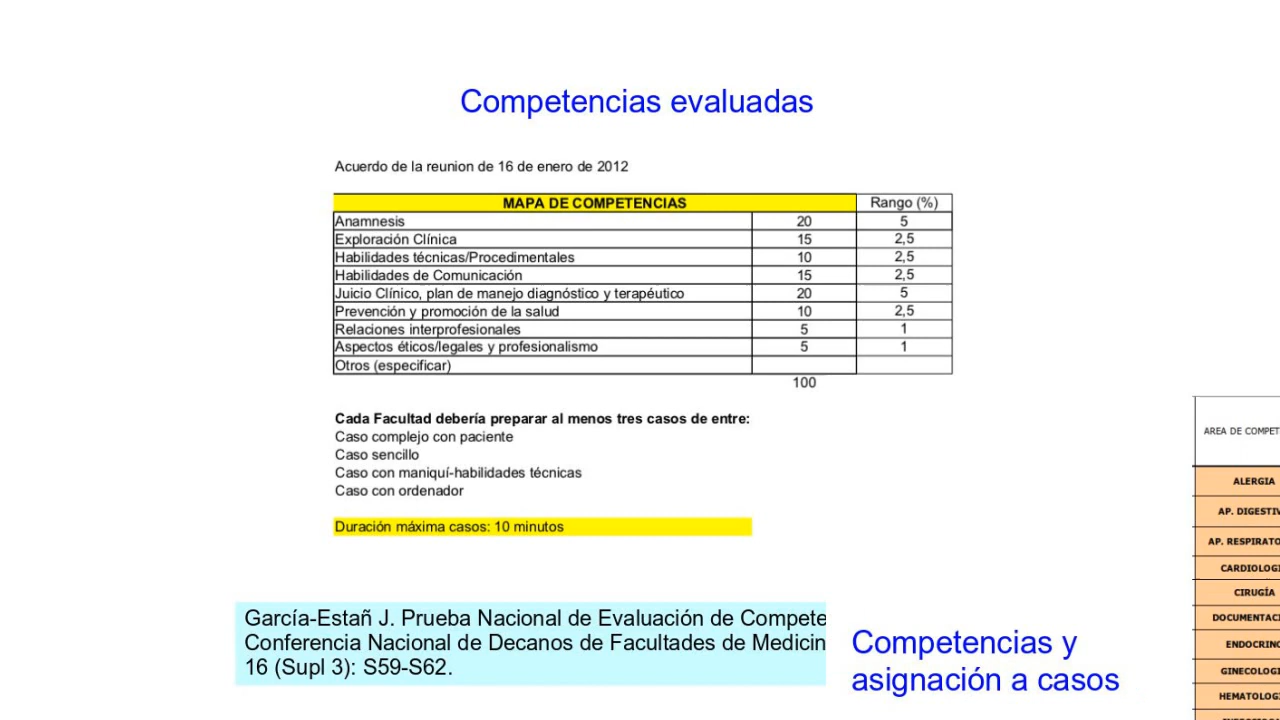 Competencias evaluadas
Acuerdo de la reunion de 16 de enero de 2012
MAPA DE COMPETENCIAS Rango (%)
Anamnesis 20 5
Exploración Clínica 15 2,5
Habilidades técnicas/Procedimentales 10 2,5
Habilidades de Comunicación 15 2,5
Juicio Clínico, plan de manejo diagnóstico y terapéutico 20 5
Prevención y promoción de la salud 10 2,5
Relaciones interprofesionales 5 1
Aspectos éticos/legales y profesionalismo 5 1
Otros (especificar)
100
Cada Facultad debería preparar al menos tres casos de entre:
Caso complejo con paciente
Caso sencillo
Caso con maniquí-habilidades técnicas
Caso con ordenador
Duración máxima casos: 10 minutos
García-Estañ J. Prueba Nacional de Evaluación de Compete
Conferencia Nacional de Decanos de Facultades de Medicin
16 (Supl 3): S59-S62.
Competencias y
asignación a casos
AREA DE COMPET
ALERGIA
AP. DIGESTIV
AP. RESPIRATO
CARDIOLOGI
CIRUGÍA
DOCUMENTACI
ENDOCRINO
GINECOLOGI
HEMATOLOGI